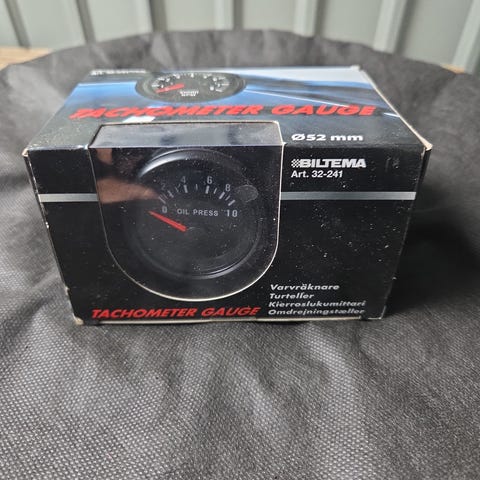 TACHOMETER GAUGE
Ø52 mm
BILTEMA
Art. 32-241
2 4 6 8
0 OIL PRESS 10
Varvräknare
Turteller
Kierroslukumittari
Omdrejningstæller
TACHOMETER GAUGE